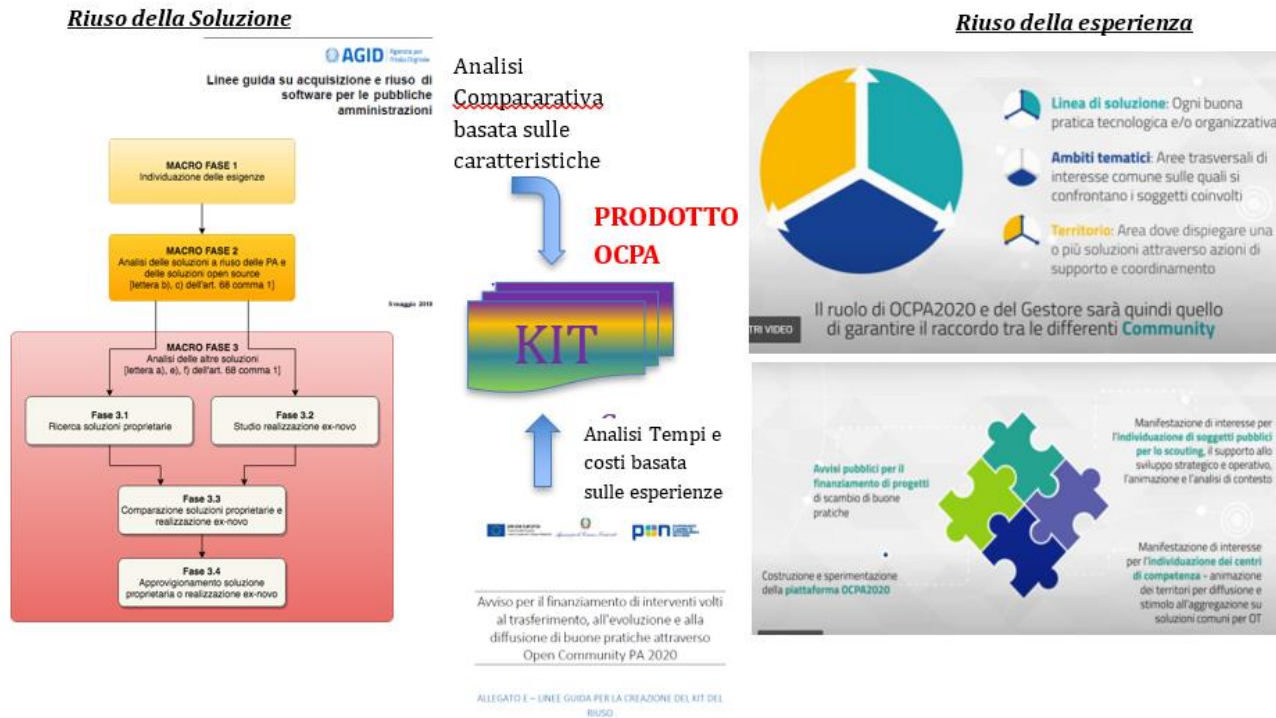 Riuso della Soluzione
AGID Agenzia per
l'Italia Digitale
Linee guida su acquisizione e riuso di
software per le pubbliche
amministrazioni
MACRO FASE 1
Individuazione delle esigenze
MACRO FASE 2
Analisi delle soluzioni a riuso delle PA e
delle soluzioni open source
[lettera b), c) dell'art. 68 comma 1]
9 maggio 2019
MACRO FASE 3
Analisi delle altre soluzioni
[lettera a), e), f) dell'art. 68 comma 1]
Fase 3.1
Ricerca soluzioni proprietarie
Fase 3.2
Studio realizzazione ex-novo
Fase 3.3
Comparazione soluzioni proprietarie e
realizzazione ex-novo
Fase 3.4
Approvigionamento soluzione
proprietaria o realizzazione ex-novo
Analisi
Compararativa
basata sulle
caratteristiche
PRODOTTO
OCPA
KIT
Analisi Tempi e
costi basata
sulle esperienze
UNIONE EUROPEA
pon
Avviso per il finanziamento di interventi volti
al trasferimento, all'evoluzione e alla
diffusione di buone pratiche attraverso
Open Community PA 2020
ALLEGATO E – LINEE GUIDA PER LA CREAZIONE DEL KIT DEL
RIUSO
Riuso della esperienza
Linea di soluzione: Ogni buona
pratica tecnologica e/o organizzativa
Ambiti tematici: Aree trasversali di
interesse comune sulle quali si
confrontano i soggetti coinvolti
Territorio: Area dove dispiegare una
o più soluzioni attraverso azioni di
supporto e coordinamento
Il ruolo di OCPA2020 e del Gestore sarà quindi quello
di garantire il raccordo tra le differenti Community
TRI VIDEO
Avvisi pubblici per il
finanziamento di progetti
di scambio di buone
pratiche
Manifestazione di interesse per
l'individuazione di soggetti pubblici
per lo scouting, il supporto allo
sviluppo strategico e operativo,
l'animazione e l'analisi di contesto
Costruzione e sperimentazione
della piattaforma OCPA2020
Manifestazione di interesse
per l'individuazione dei centri
di competenza - animazione
dei territori per diffusione e
stimolo all'aggregazione su
soluzioni comuni per OT